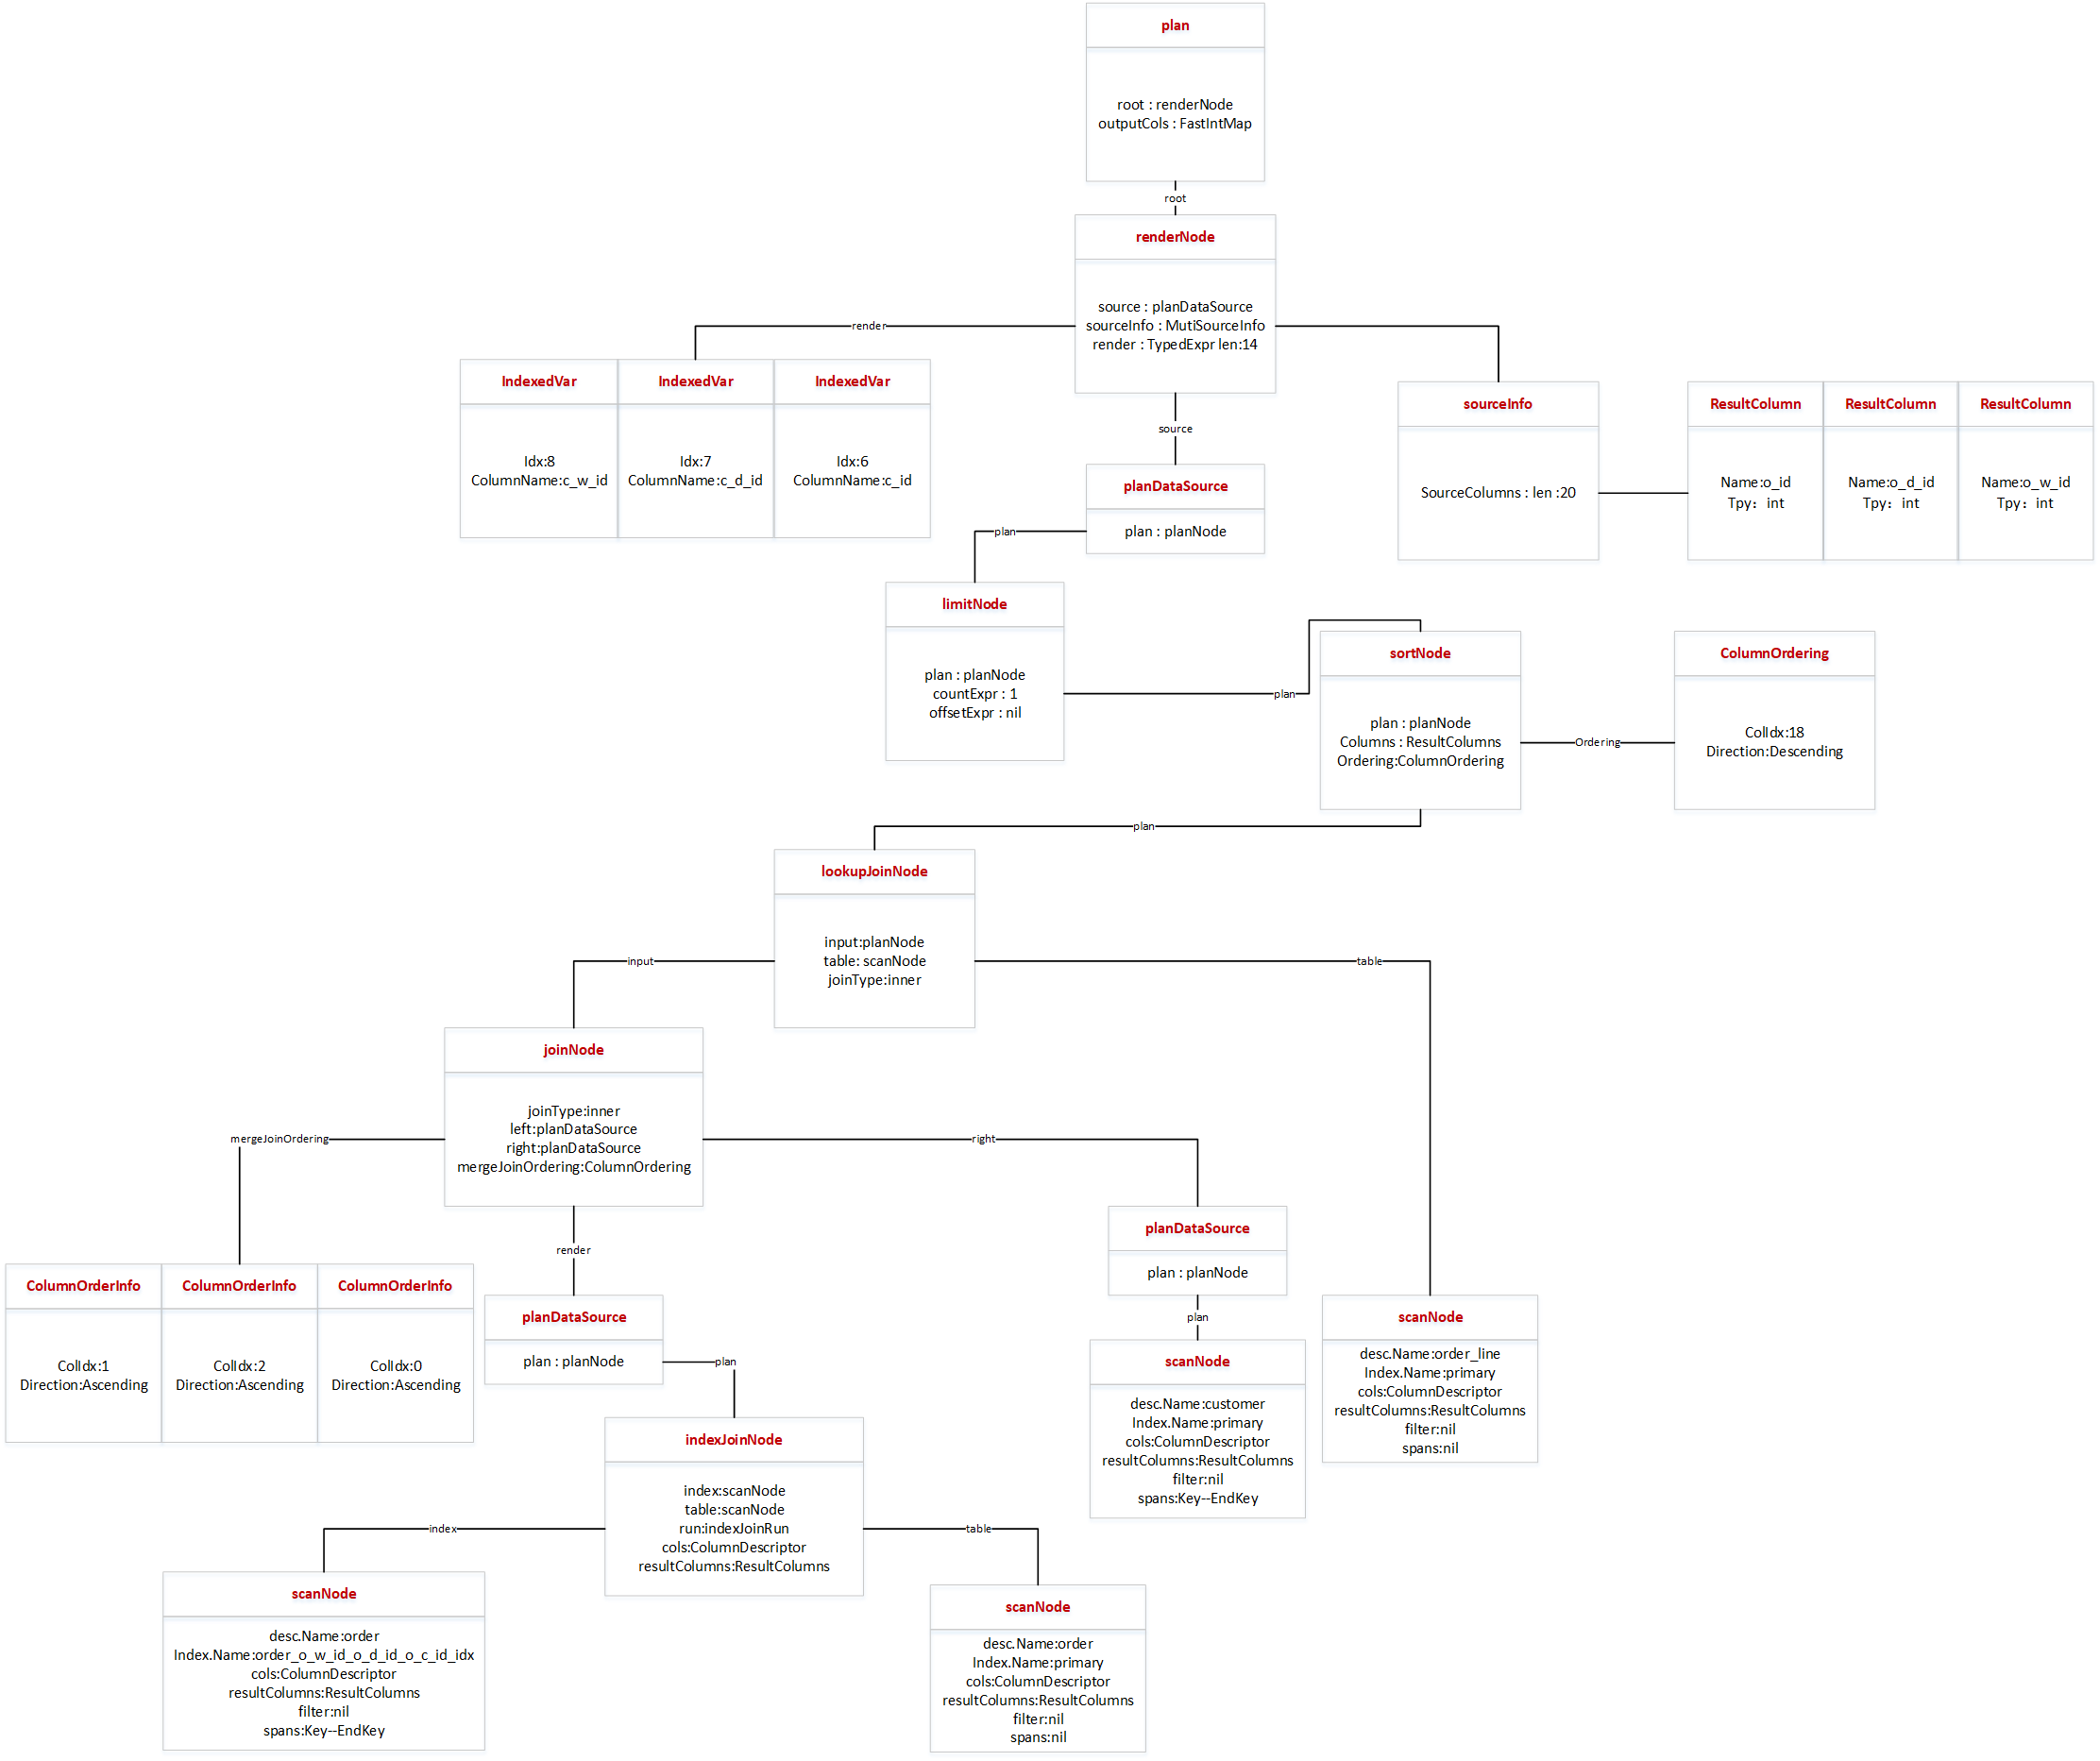 plan
root : renderNode
outputCols : FastIntMap
root
renderNode
source : planDataSource
sourceInfo : MutiSourceInfo
render : TypedExpr len:14
render
IndexedVar
Idx:8
ColumnName:c_w_id
IndexedVar
Idx:7
ColumnName:c_d_id
IndexedVar
Idx:6
ColumnName:c_id
sourceInfo
SourceColumns : len :20
ResultColumn
Name:o_id
Tpy：int
ResultColumn
Name:o_d_id
Tpy：int
ResultColumn
Name:o_w_id
Tpy：int
source
planDataSource
plan : planNode
plan
limitNode
plan : planNode
countExpr : 1
offsetExpr : nil
plan
sortNode
plan : planNode
Columns : ResultColumns
Ordering:ColumnOrdering
Ordering
ColumnOrdering
ColIdx:18
Direction:Descending
plan
lookupJoinNode
input:planNode
table: scanNode
joinType:inner
input
table
joinNode
joinType:inner
left:planDataSource
right:planDataSource
mergeJoinOrdering:ColumnOrdering
mergeJoinOrdering
right
render
ColumnOrderInfo
ColIdx:1
Direction:Ascending
ColumnOrderInfo
ColIdx:2
Direction:Ascending
ColumnOrderInfo
ColIdx:0
Direction:Ascending
planDataSource
plan : planNode
plan
planDataSource
plan : planNode
plan
scanNode
desc.Name:customer
Index.Name:primary
cols:ColumnDescriptor
resultColumns:ResultColumns
filter:nil
spans:Key--EndKey
scanNode
desc.Name:order_line
Index.Name:primary
cols:ColumnDescriptor
resultColumns:ResultColumns
filter:nil
spans:nil
indexJoinNode
index:scanNode
table:scanNode
run:indexJoinRun
cols:ColumnDescriptor
resultColumns:ResultColumns
index
table
scanNode
desc.Name:order
Index.Name:order_o_w_id_o_d_id_o_c_id_idx
cols:ColumnDescriptor
resultColumns:ResultColumns
filter:nil
spans:Key--EndKey
scanNode
desc.Name:order
Index.Name:primary
cols:ColumnDescriptor
resultColumns:ResultColumns
filter:nil
spans:nil